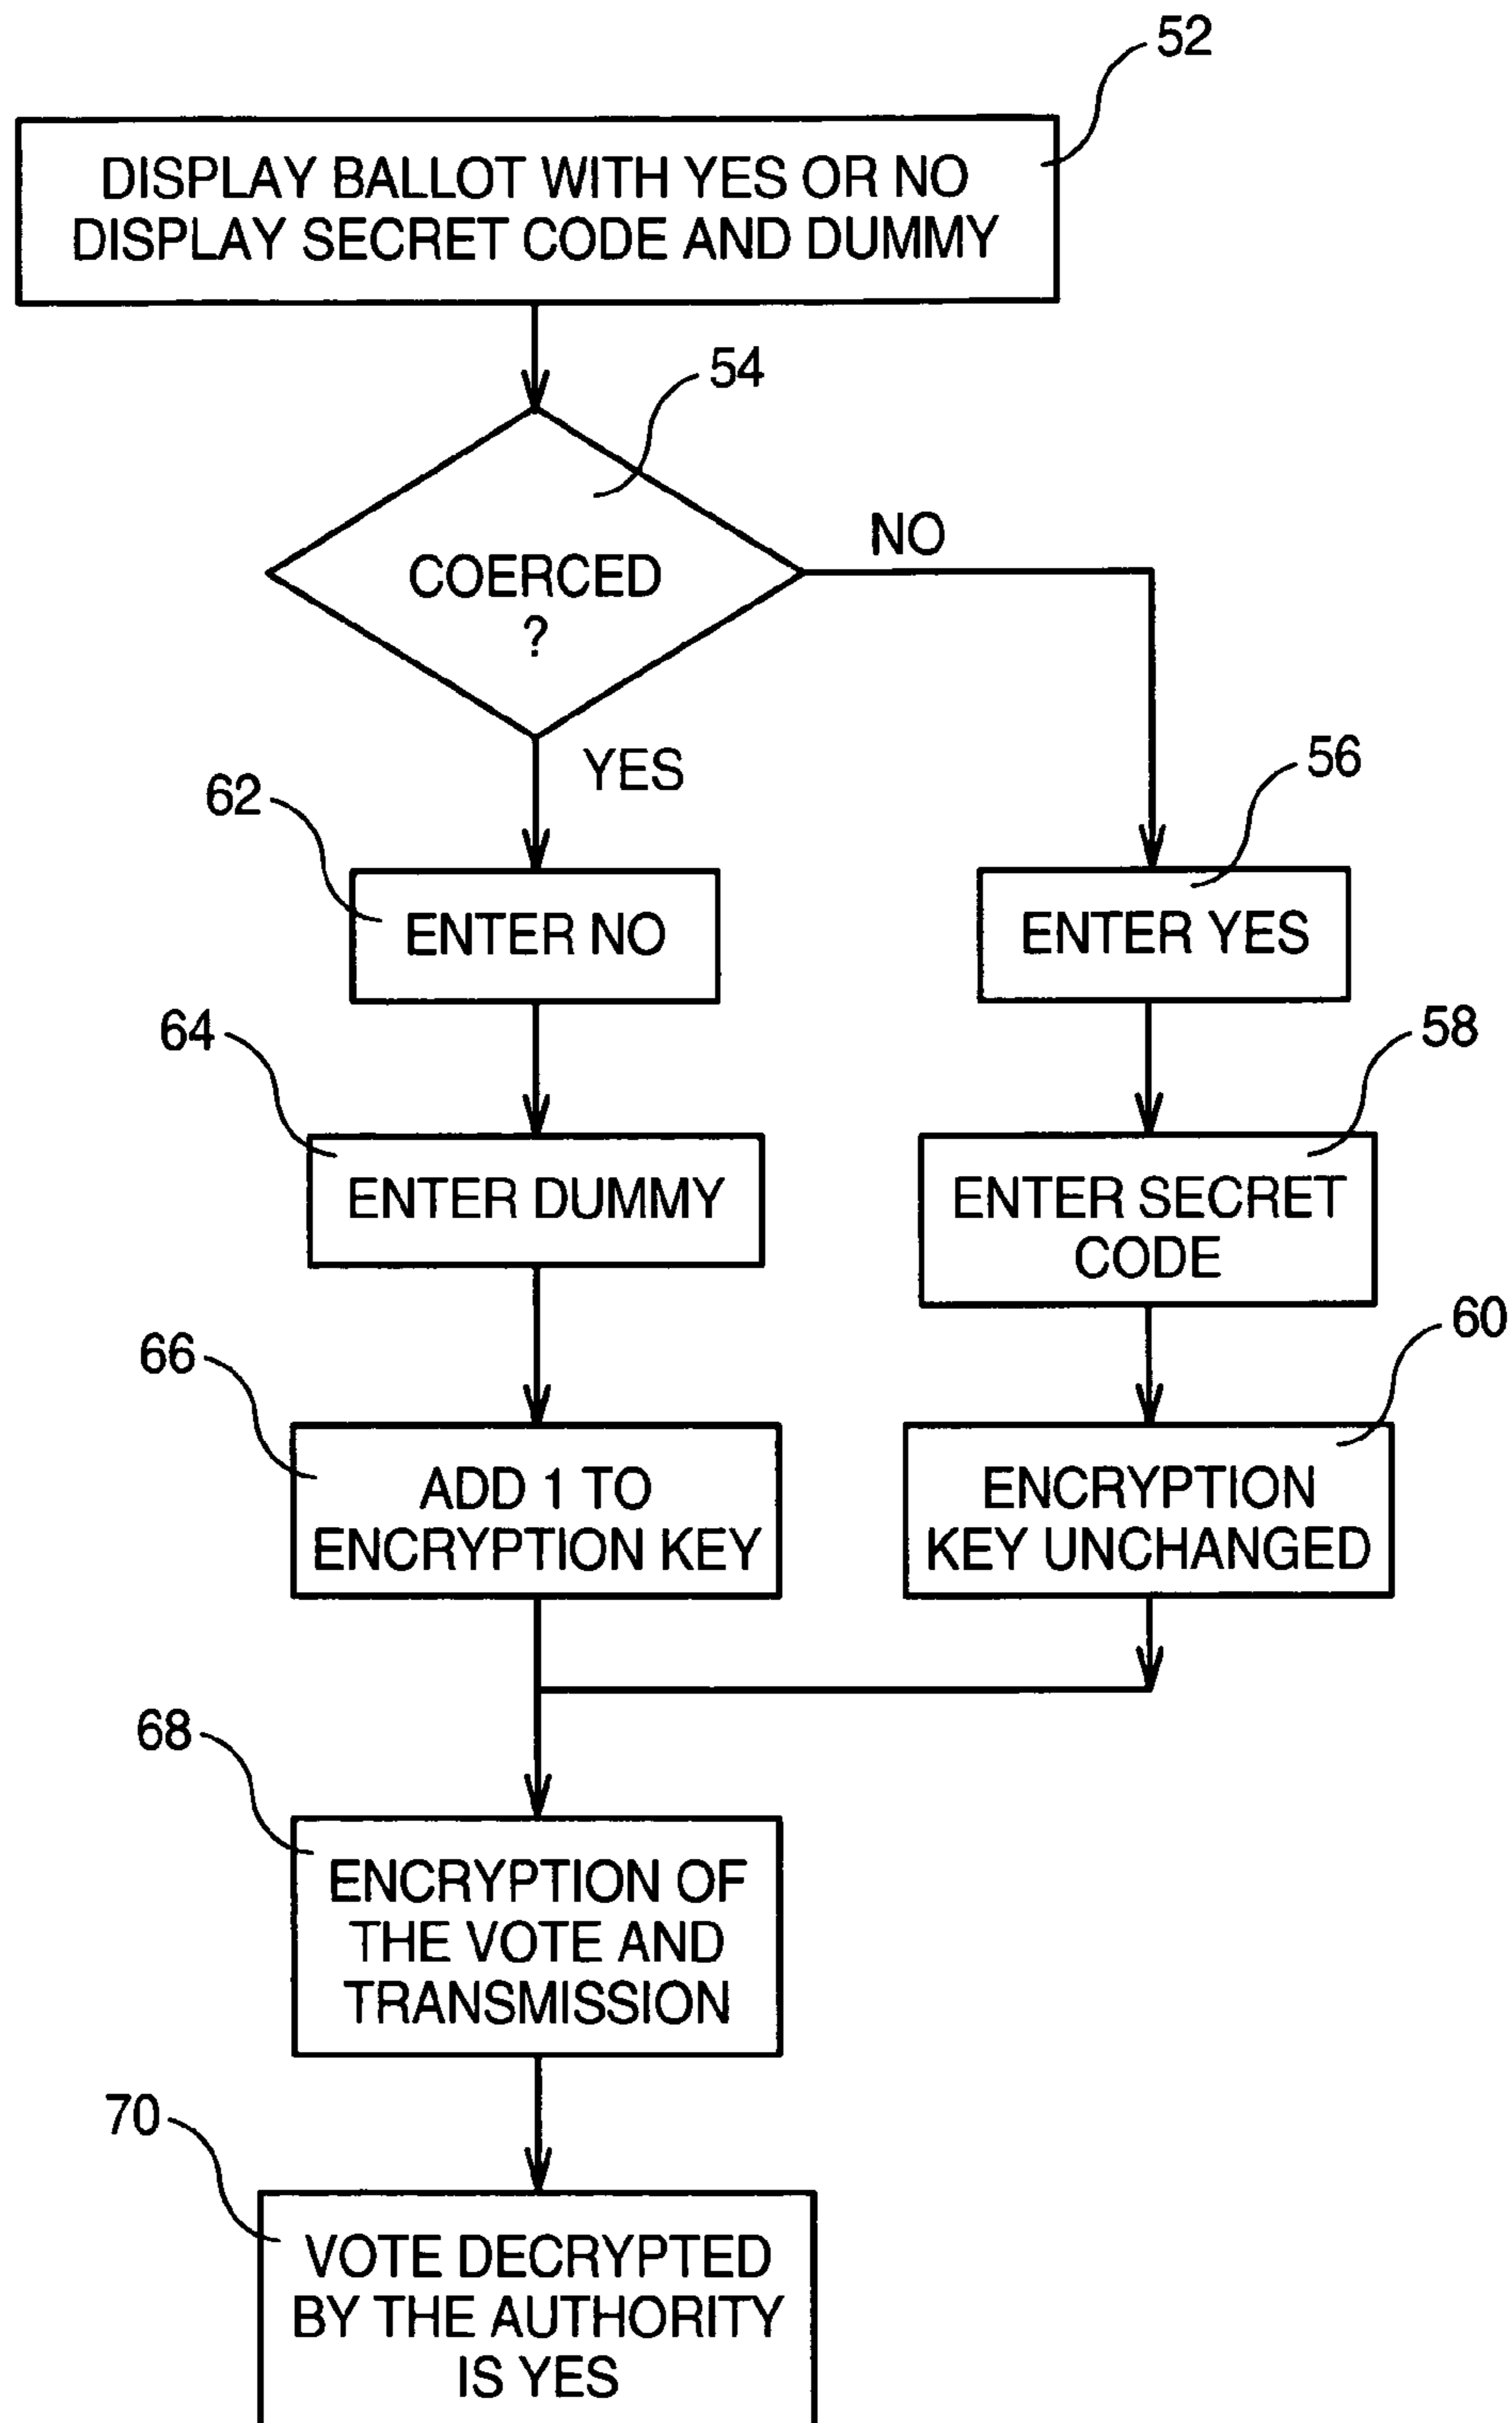 52
DISPLAY BALLOT WITH YES OR NO
DISPLAY SECRET CODE AND DUMMY
54
COERCED
?
NO
YES
62
ENTER NO
56
ENTER YES
64
ENTER DUMMY
58
ENTER SECRET
CODE
66
ADD 1 TO
ENCRYPTION KEY
60
ENCRYPTION
KEY UNCHANGED
68
ENCRYPTION OF
THE VOTE AND
TRANSMISSION
70
VOTE DECRYPTED
BY THE AUTHORITY
IS YES